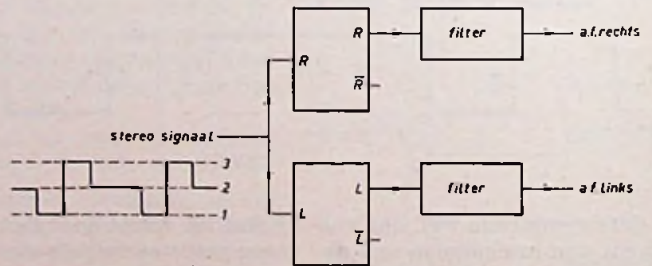 R
filter
a.f. rechts
R
R̅
stereo signaal
3
2
1
L
filter
a.f. links
L
L̅